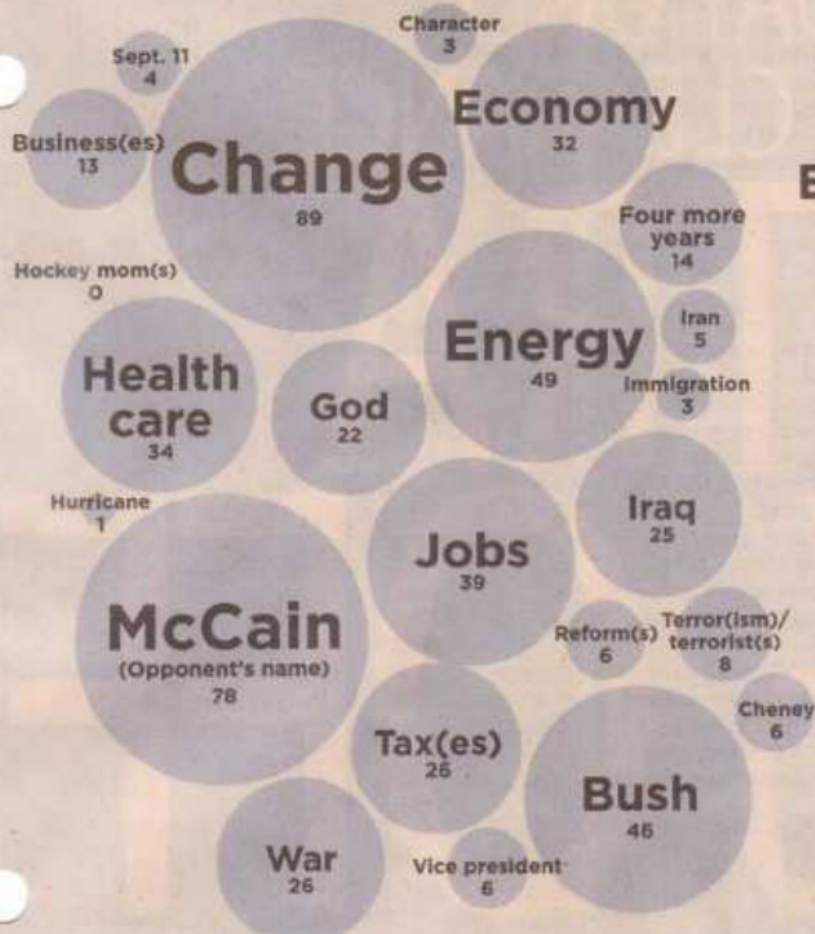 Character
3
Sept. 11
4
Economy
32
Business(es)
13
Change
89
Four more
years
14
Hockey mom(s)
0
Iran
5
Energy
49
Health
care
34
God
22
Immigration
3
Hurricane
1
Iraq
25
Jobs
39
McCain
(Opponent's name)
78
Reform(s)
6
Terror(ism)/
terrorist(s)
8
Cheney
6
Tax(es)
26
Bush
46
War
26
Vice president
6